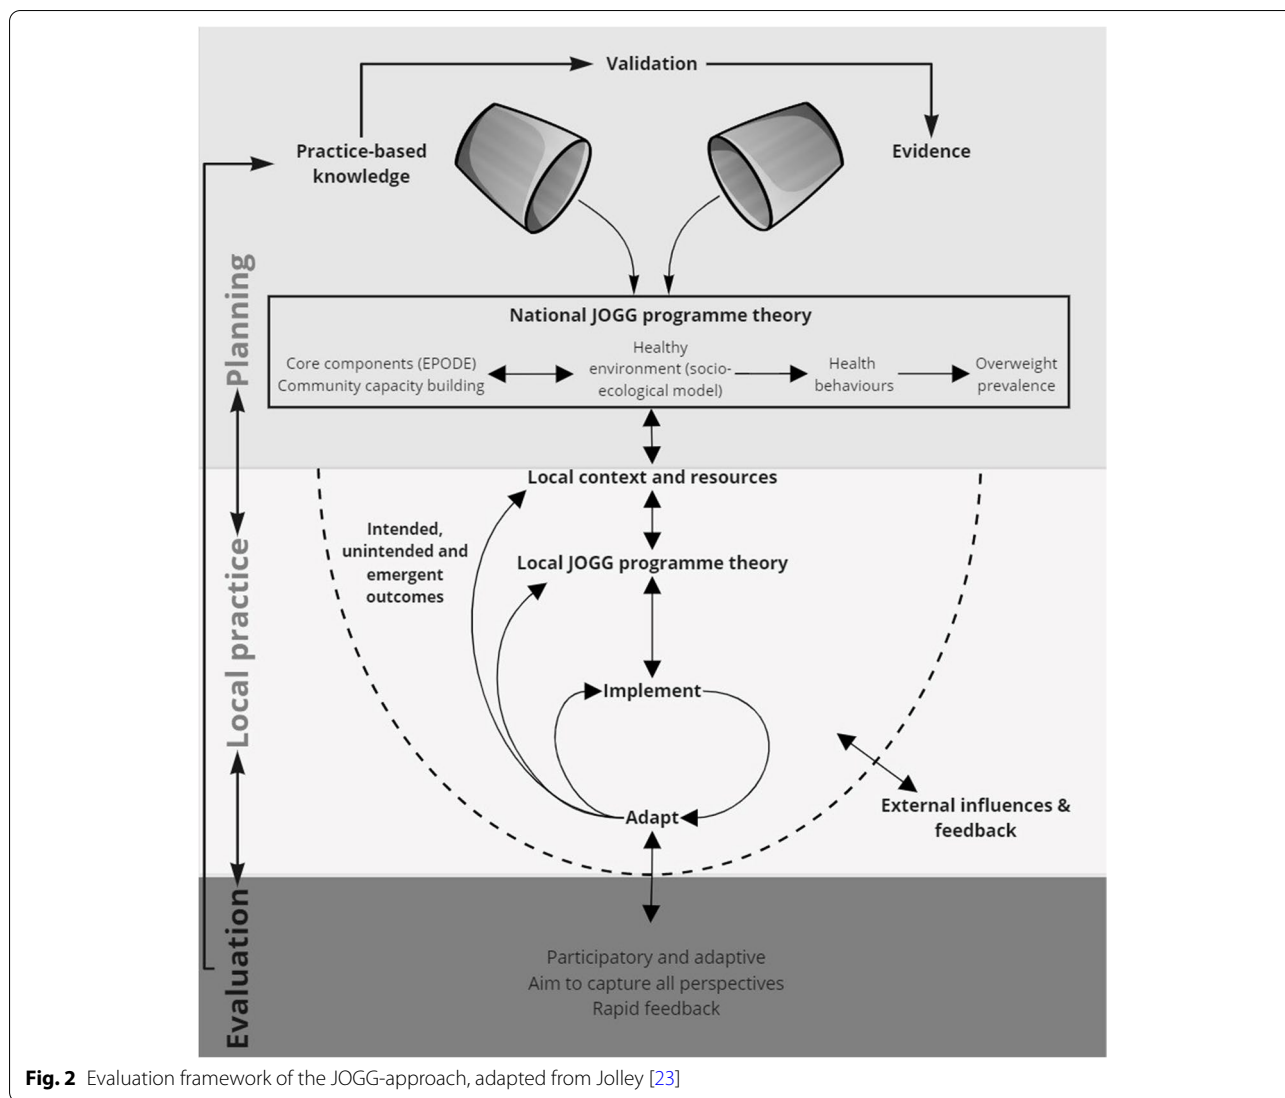 Validation
Practice-based
knowledge
Evidence
Planning
National JOGG programme theory
Core components (EPODE)
Community capacity building
Healthy
environment (socio-
ecological model)
Health
behaviours
Overweight
prevalence
Local practice
Local context and resources
Intended,
unintended and
emergent
outcomes
Local JOGG programme theory
Implement
Adapt
External influences &
feedback
Evaluation
Participatory and adaptive
Aim to capture all perspectives
Rapid feedback
Fig. 2 Evaluation framework of the JOGG-approach, adapted from Jolley [23]